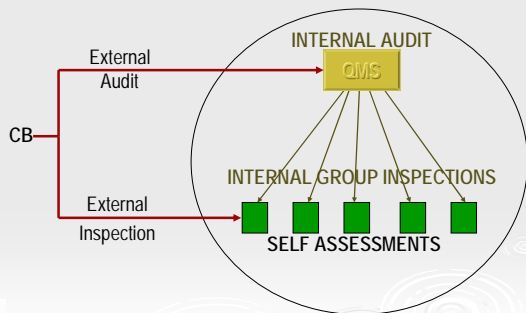 INTERNAL AUDIT
External
Audit
QMS
CB
INTERNAL GROUP INSPECTIONS
External
Inspection
SELF ASSESSMENTS